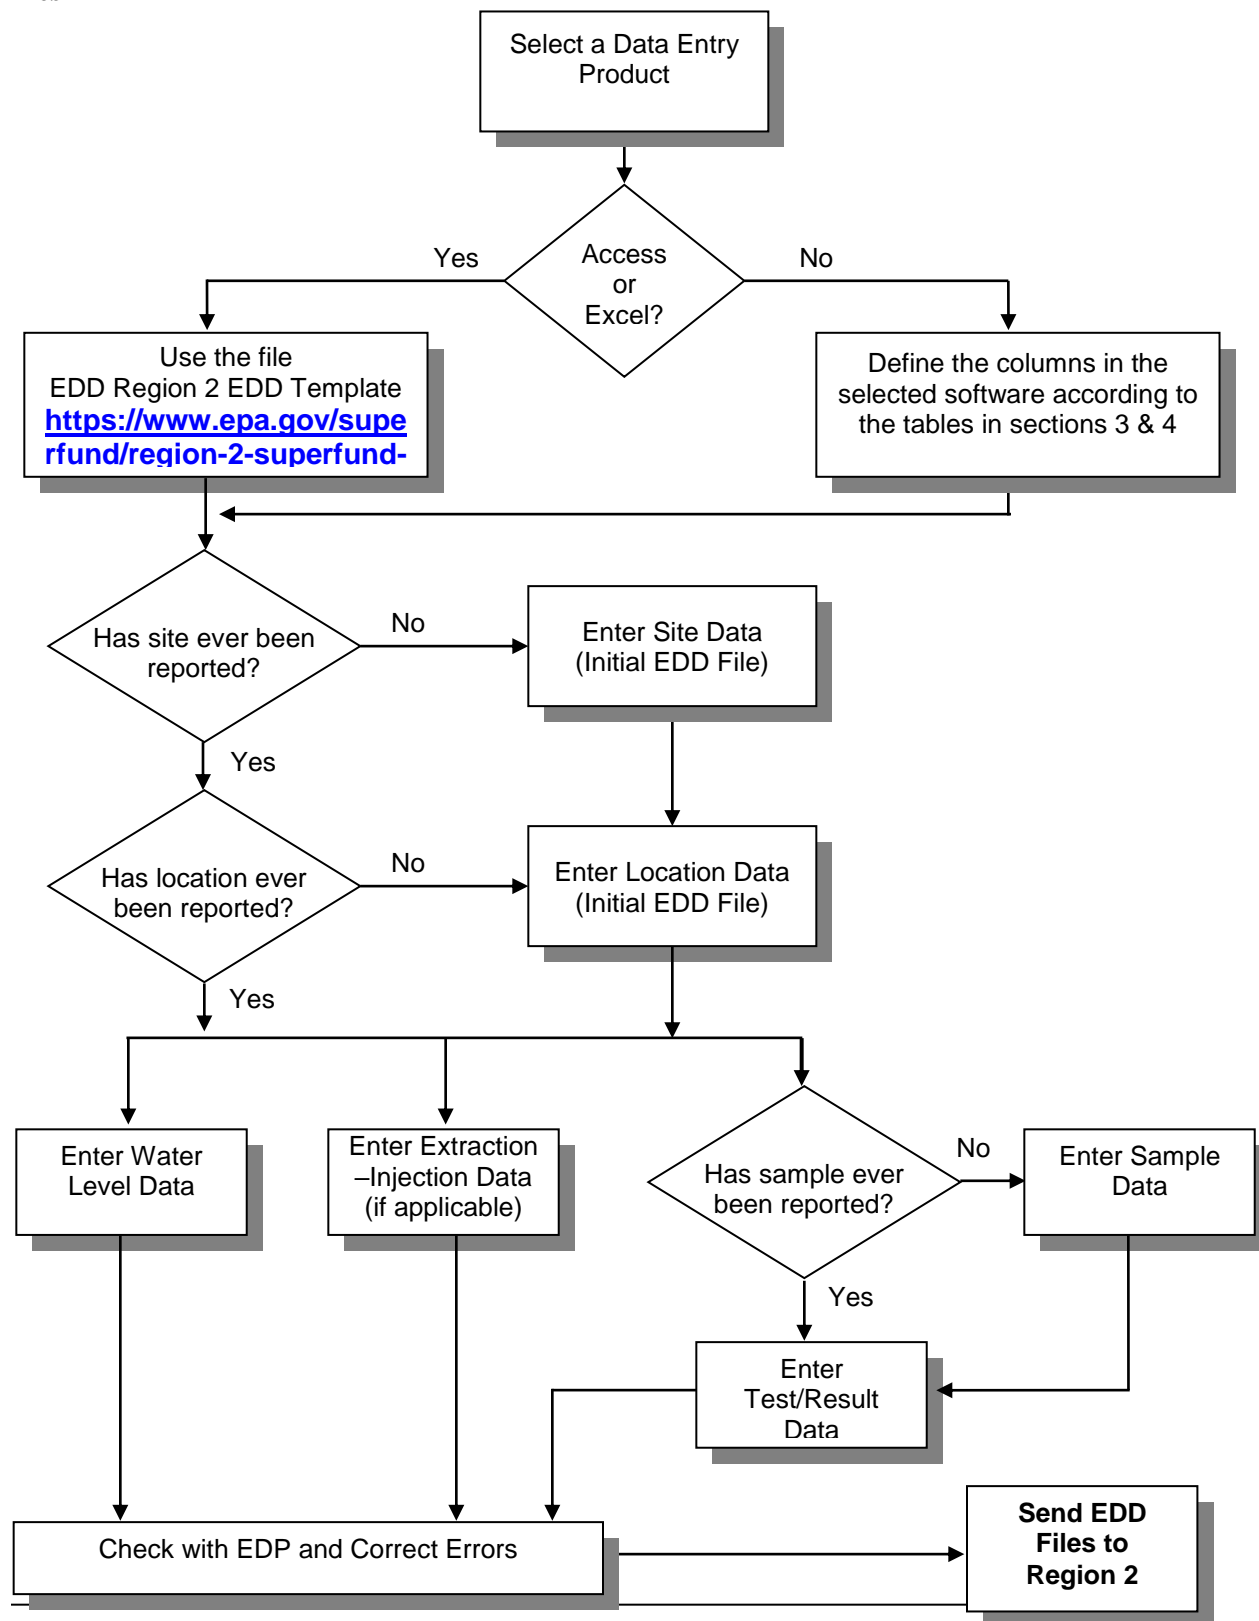 Select a Data Entry
Product
Access
or
Excel?
Yes
No
Use the file
EDD Region 2 EDD Template
https://www.epa.gov/supe
rfund/region-2-superfund-
Define the columns in the
selected software according to
the tables in sections 3 & 4
Has site ever been
reported?
No
Enter Site Data
(Initial EDD File)
Yes
Has location ever
been reported?
No
Enter Location Data
(Initial EDD File)
Yes
Enter Water
Level Data
Enter Extraction
–Injection Data
(if applicable)
Has sample ever
been reported?
No
Enter Sample
Data
Yes
Enter
Test/Result
Data
Check with EDP and Correct Errors
Send EDD
Files to
Region 2